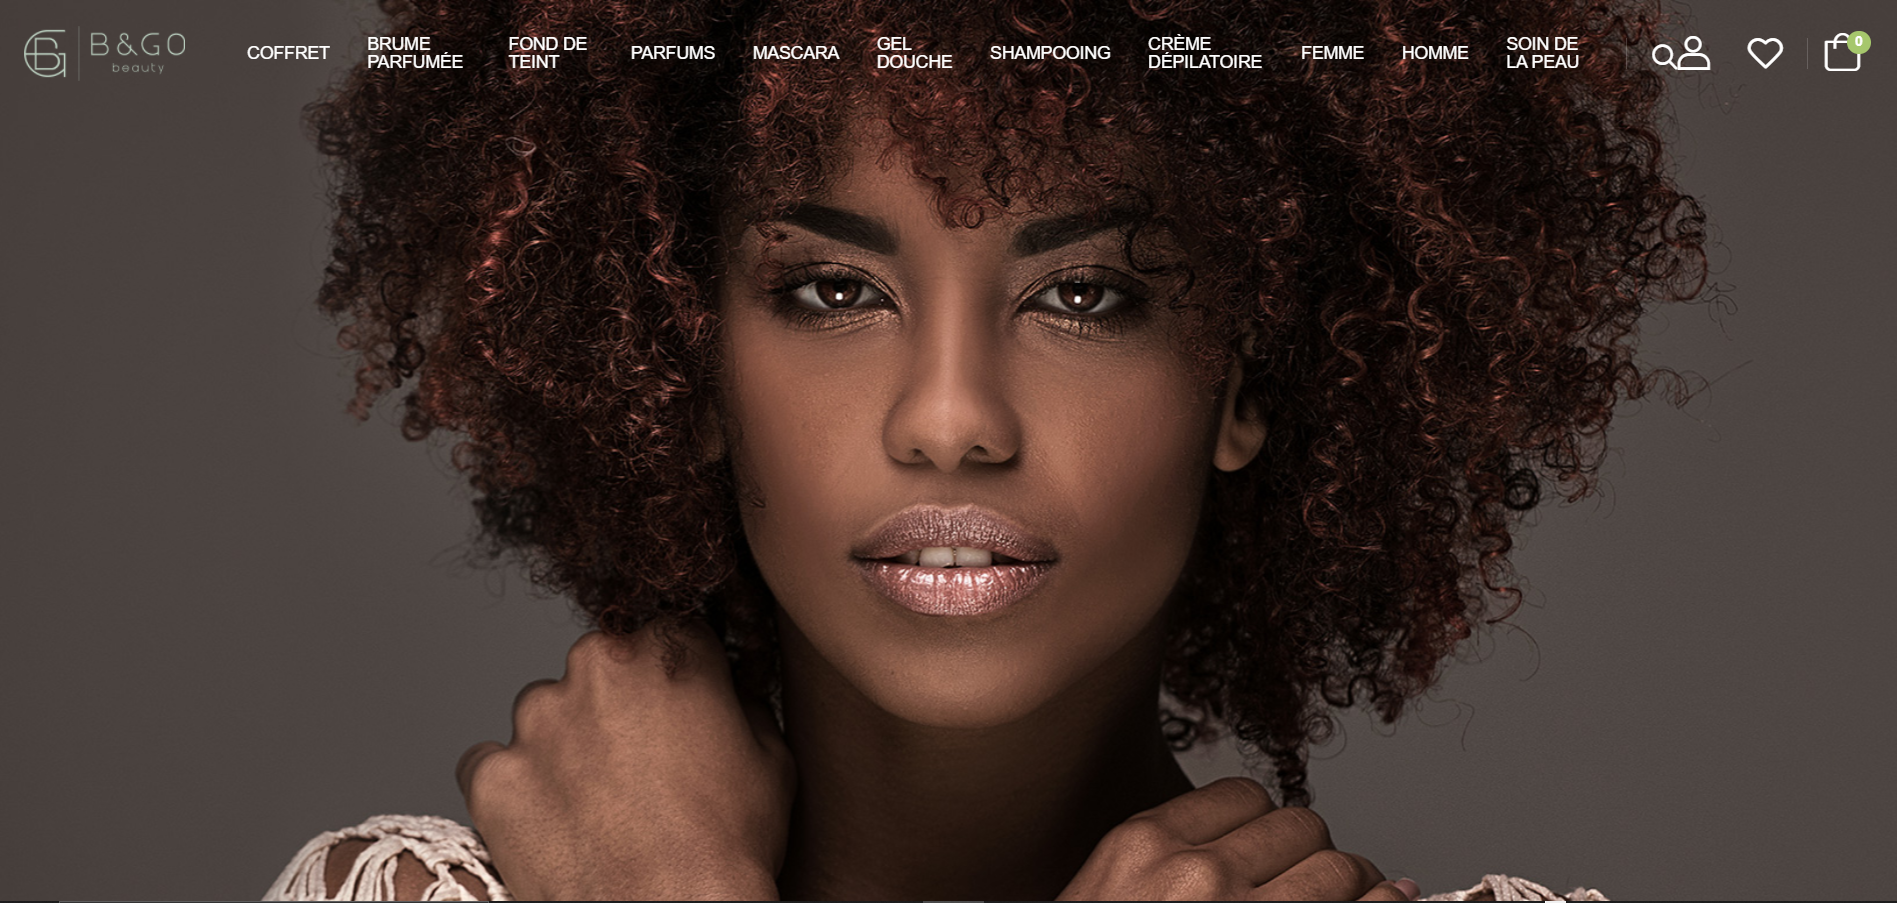 B & GO
beauty
COFFRET
BRUME
PARFUMÉE
FOND DE
TEINT
PARFUMS
MASCARA
GEL
DOUCHE
SHAMPOOING
CRÈME
DÉPILATOIRE
FEMME
HOMME
SOIN DE
LA PEAU
0